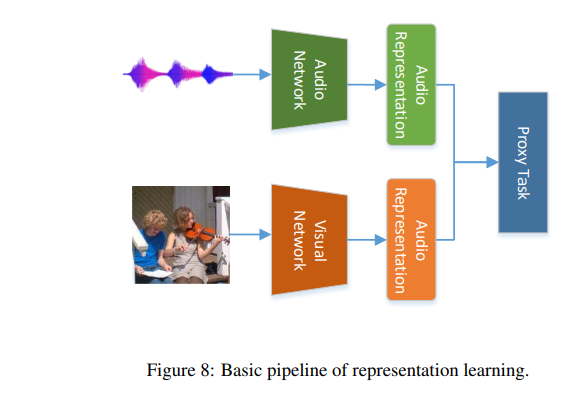 Audio
Network
Audio
Representation
Visual
Network
Audio
Representation
Proxy Task
Figure 8: Basic pipeline of representation learning.